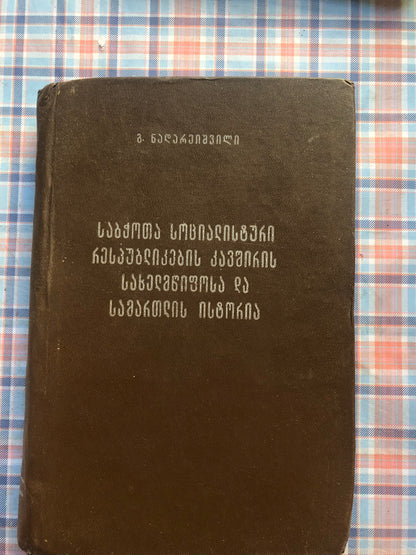 გ. ნადარეიშვილი
საბჭოთა სოციალისტური
რესპუბლიკების კავშირის
სახელმწიფოსა და
სამართლის ისტორია